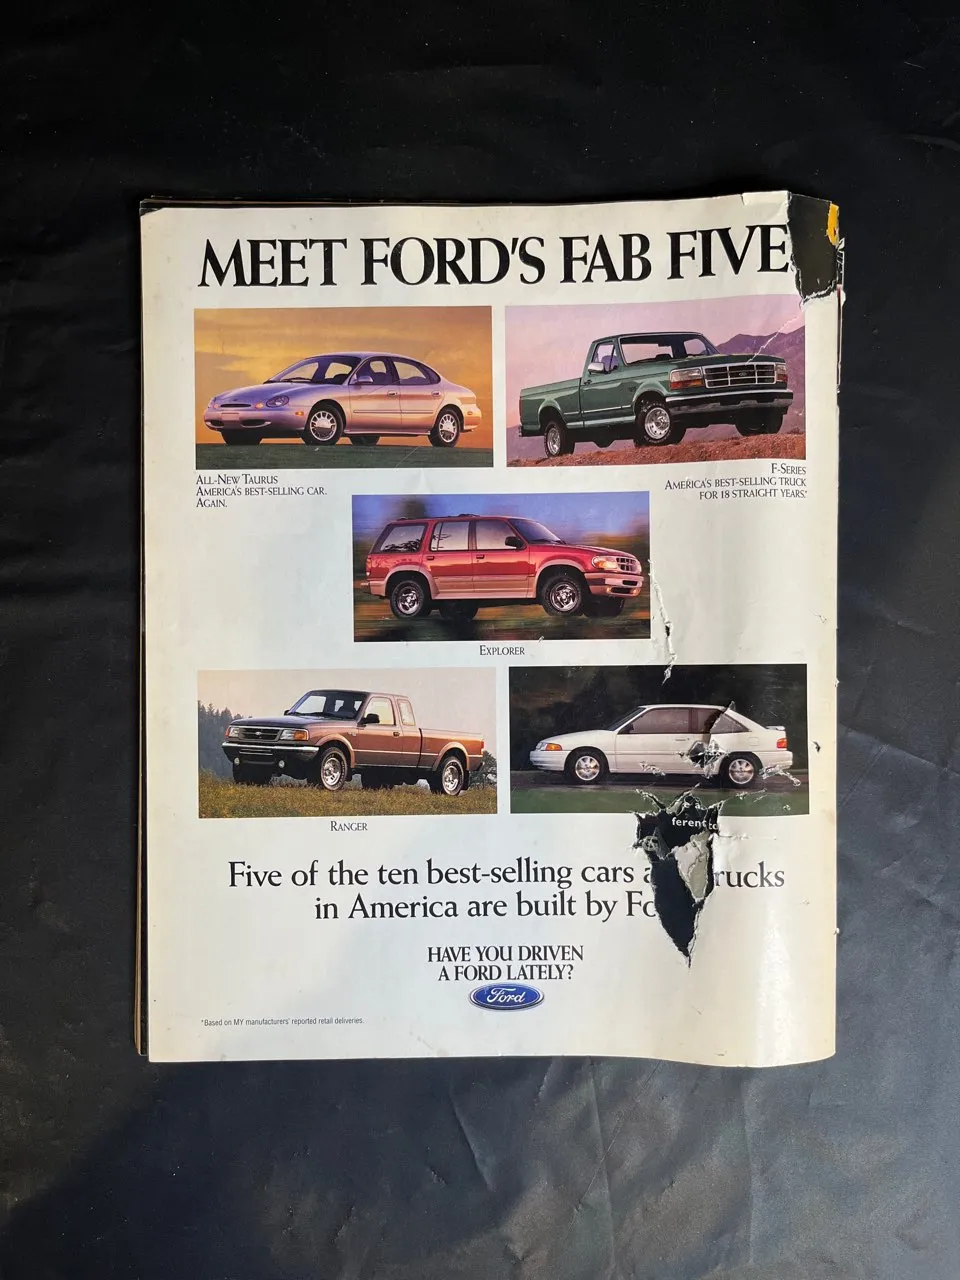 MEET FORD'S FAB FIVE
ALL-NEW TAURUS
AMERICA'S BEST-SELLING CAR.
AGAIN.
F-SERIES
AMERICA'S BEST-SELLING TRUCK
FOR 18 STRAIGHT YEARS.*
EXPLORER
RANGER
Five of the ten best-selling cars a rucks
in America are built by Fo
HAVE YOU DRIVEN
A FORD LATELY?
Ford
*Based on MY manufacturers' reported retail deliveries.